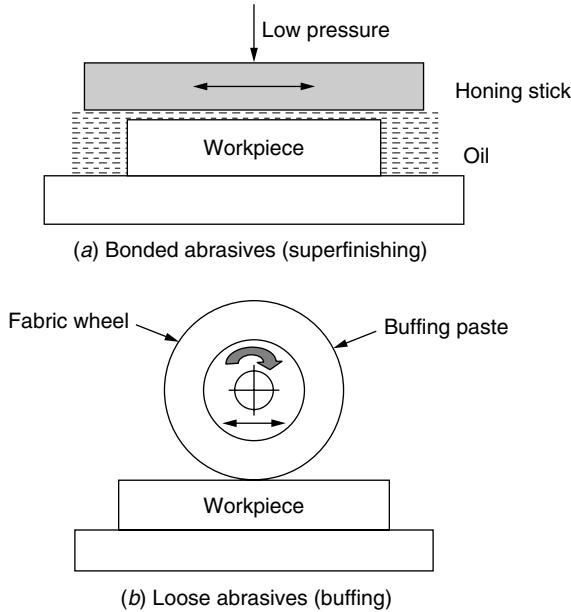 Low pressure
Honing stick
Workpiece
Oil
(a) Bonded abrasives (superfinishing)
Fabric wheel
Buffing paste
Workpiece
(b) Loose abrasives (buffing)